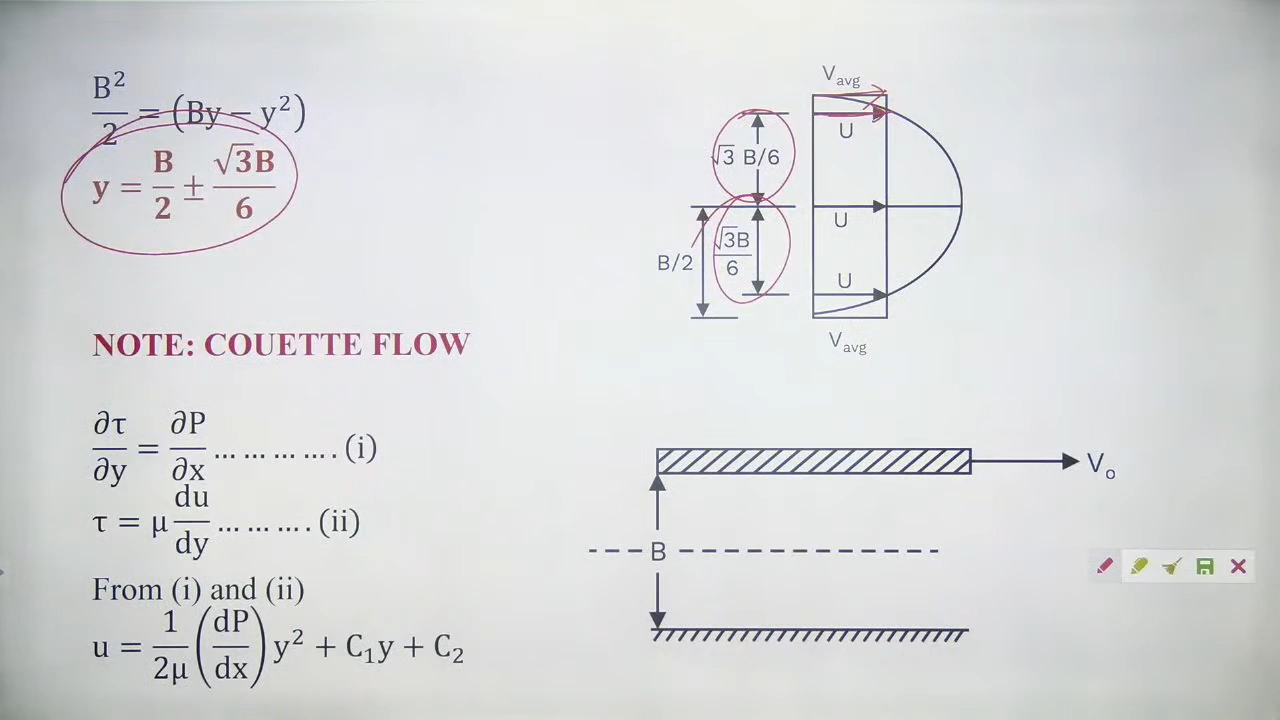 B²/2 = (By − y²)
y = B/2 ± √3B/6
V_avg
U
√3 B/6
U
√3B/6
B/2
U
V_avg
NOTE: COUETTE FLOW
∂τ/∂y = ∂P/∂x … … … … . (i)
τ = μ du/dy … … … . (ii)
From (i) and (ii)
u = 1/2μ (dP/dx) y² + C₁y + C₂
V₀
B